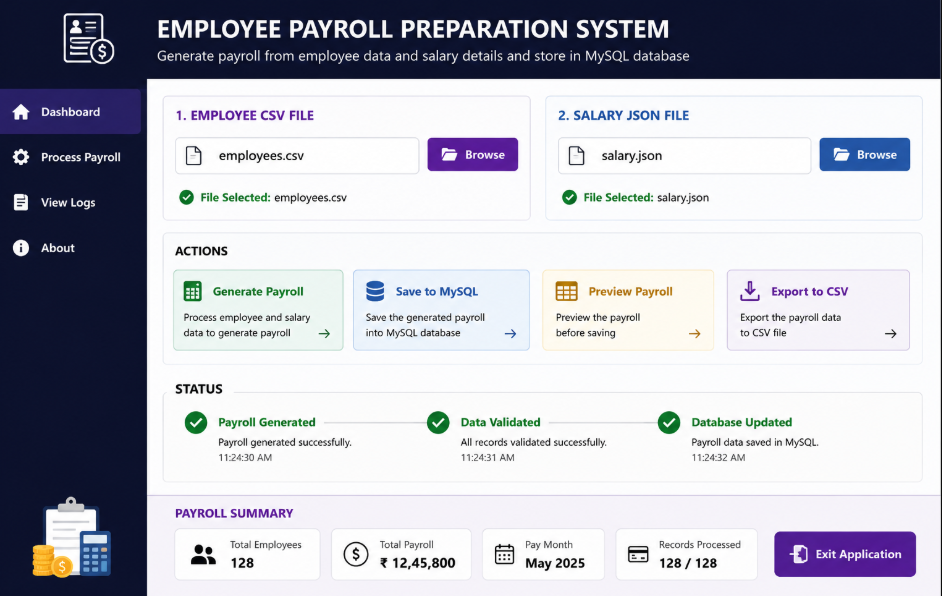 EMPLOYEE PAYROLL PREPARATION SYSTEM
Generate payroll from employee data and salary details and store in MySQL database
Dashboard
Process Payroll
View Logs
About
1. EMPLOYEE CSV FILE
employees.csv
Browse
File Selected: employees.csv
2. SALARY JSON FILE
salary.json
Browse
File Selected: salary.json
ACTIONS
Generate Payroll
Process employee and salary
data to generate payroll
Save to MySQL
Save the generated payroll
into MySQL database
Preview Payroll
Preview the payroll
before saving
Export to CSV
Export the payroll data
to CSV file
STATUS
Payroll Generated
Payroll generated successfully.
11:24:30 AM
Data Validated
All records validated successfully.
11:24:31 AM
Database Updated
Payroll data saved in MySQL.
11:24:32 AM
PAYROLL SUMMARY
Total Employees
128
Total Payroll
₹ 12,45,800
Pay Month
May 2025
Records Processed
128 / 128
Exit Application